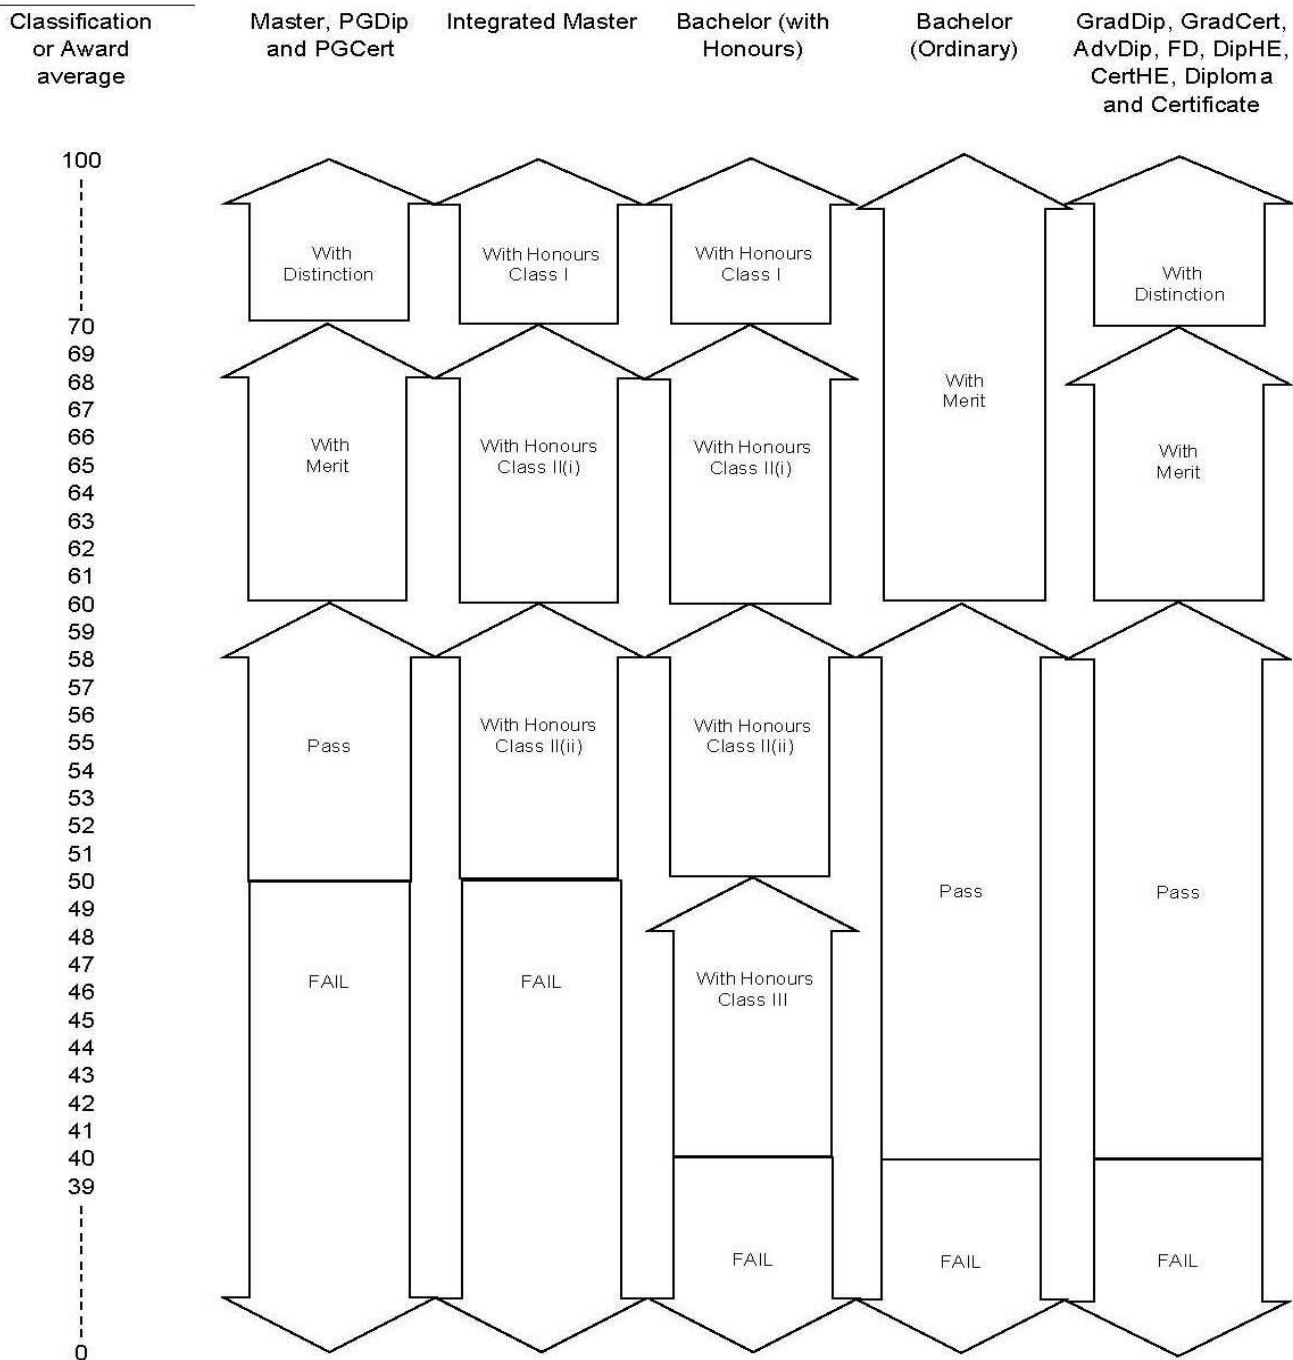 Classification
or Award
average
Master, PGDip
and PGCert
Integrated Master
Bachelor (with
Honours)
Bachelor
(Ordinary)
GradDip, GradCert,
AdvDip, FD, DipHE,
CertHE, Diploma
and Certificate
100
70
69
68
67
66
65
64
63
62
61
60
59
58
57
56
55
54
53
52
51
50
49
48
47
46
45
44
43
42
41
40
39
0
With
Distinction
With
Merit
Pass
FAIL
With Honours
Class I
With Honours
Class II(i)
With Honours
Class II(ii)
FAIL
With Honours
Class I
With Honours
Class II(i)
With Honours
Class II(ii)
With Honours
Class III
FAIL
With
Merit
Pass
FAIL
With
Distinction
With
Merit
Pass
FAIL